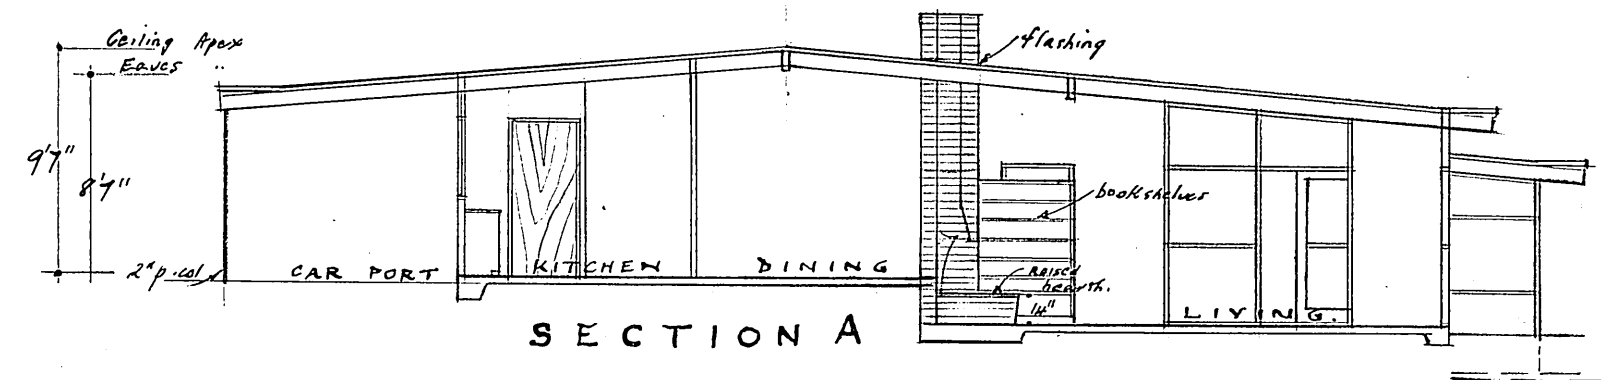 Ceiling Apex
Eaves "
flashing
9'7"
8'7"
bookshelves
2" p. col
CAR PORT
KITCHEN
DINING
RAISED
hearth.
14"
LIVING.
SECTION A